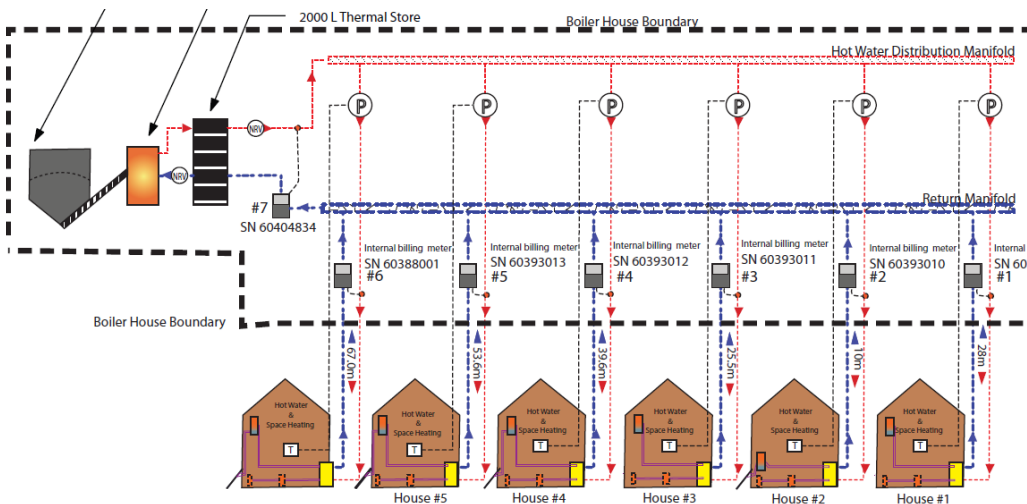 2000 L Thermal Store
Boiler House Boundary
Hot Water Distribution Manifold
P
P
P
P
P
P
NRV
NRV
#7
SN 60404834
Return Manifold
Internal billing meter
SN 60388001
#6
Internal billing meter
SN 60393013
#5
Internal billing meter
SN 60393012
#4
Internal billing meter
SN 60393011
#3
Internal billing meter
SN 60393010
#2
Internal billing meter
SN 60
#1
Boiler House Boundary
67.0m
53.6m
39.6m
25.5m
10m
28m
Hot Water
&
Space Heating
T
Hot Water
&
Space Heating
T
Hot Water
&
Space Heating
T
Hot Water
&
Space Heating
T
Hot Water
&
Space Heating
T
Hot Water
&
Space Heating
T
House #5
House #4
House #3
House #2
House #1